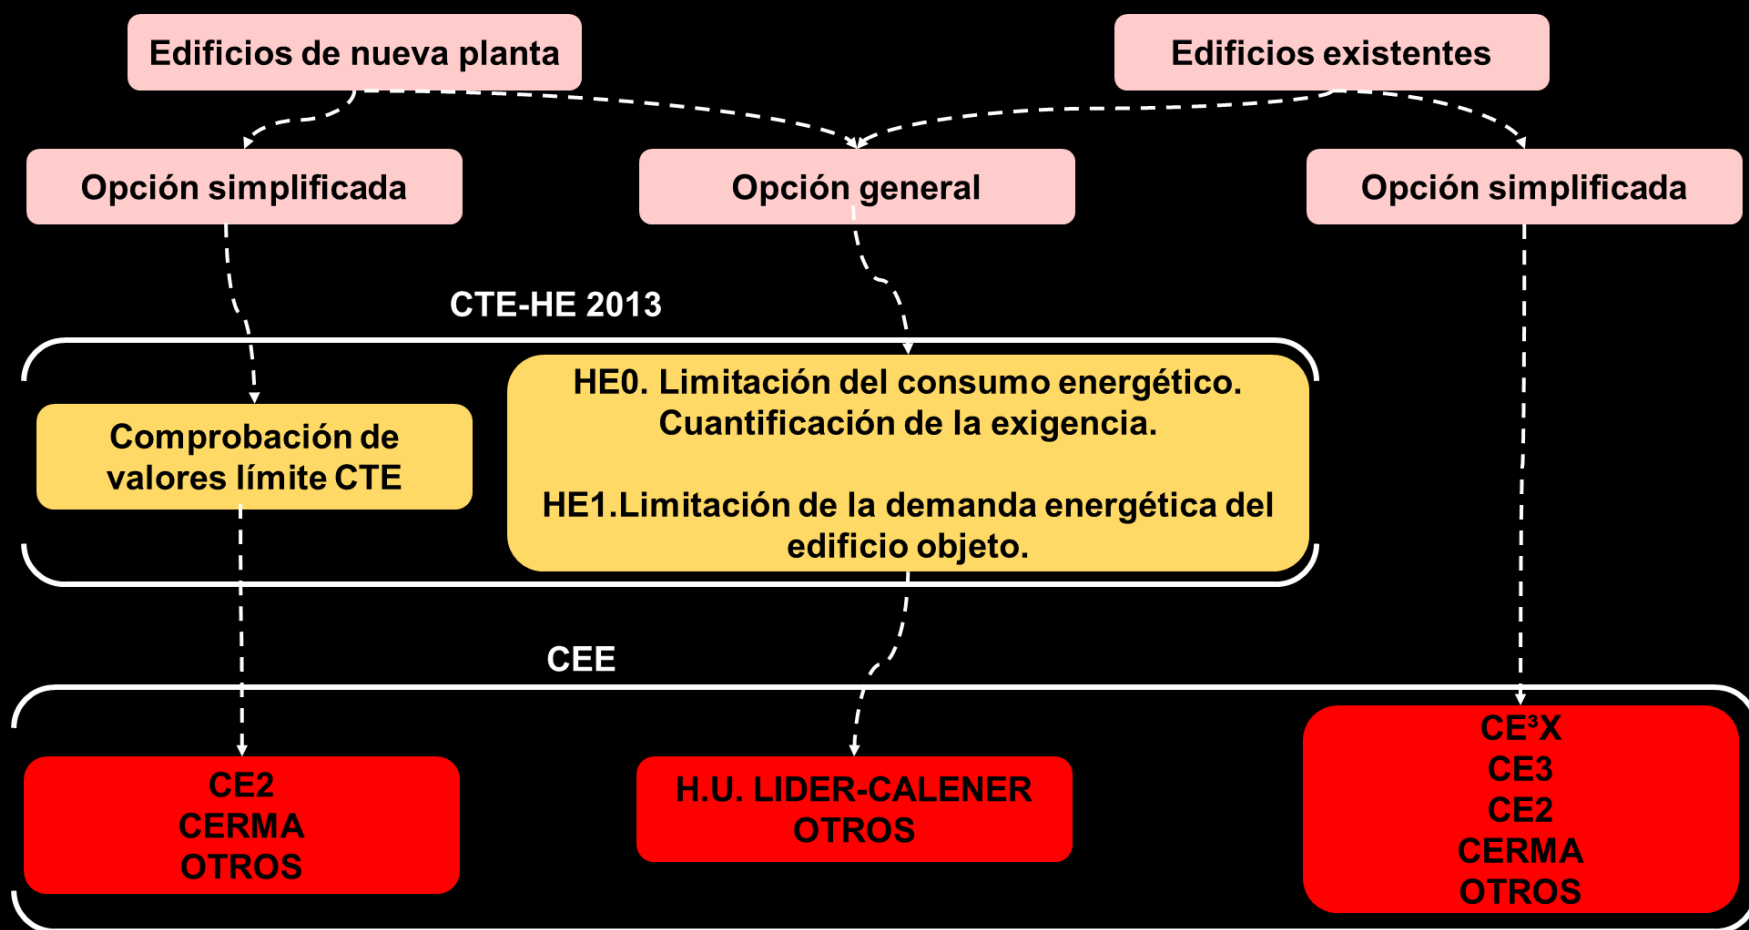 Edificios de nueva planta
Edificios existentes
Opción simplificada
Opción general
Opción simplificada
CTE-HE 2013
HE0. Limitación del consumo energético.
Cuantificación de la exigencia.
Comprobación de
valores límite CTE
HE1.Limitación de la demanda energética del
edificio objeto.
CEE
CE2
CERMA
OTROS
H.U. LIDER-CALENER
OTROS
CE³X
CE3
CE2
CERMA
OTROS